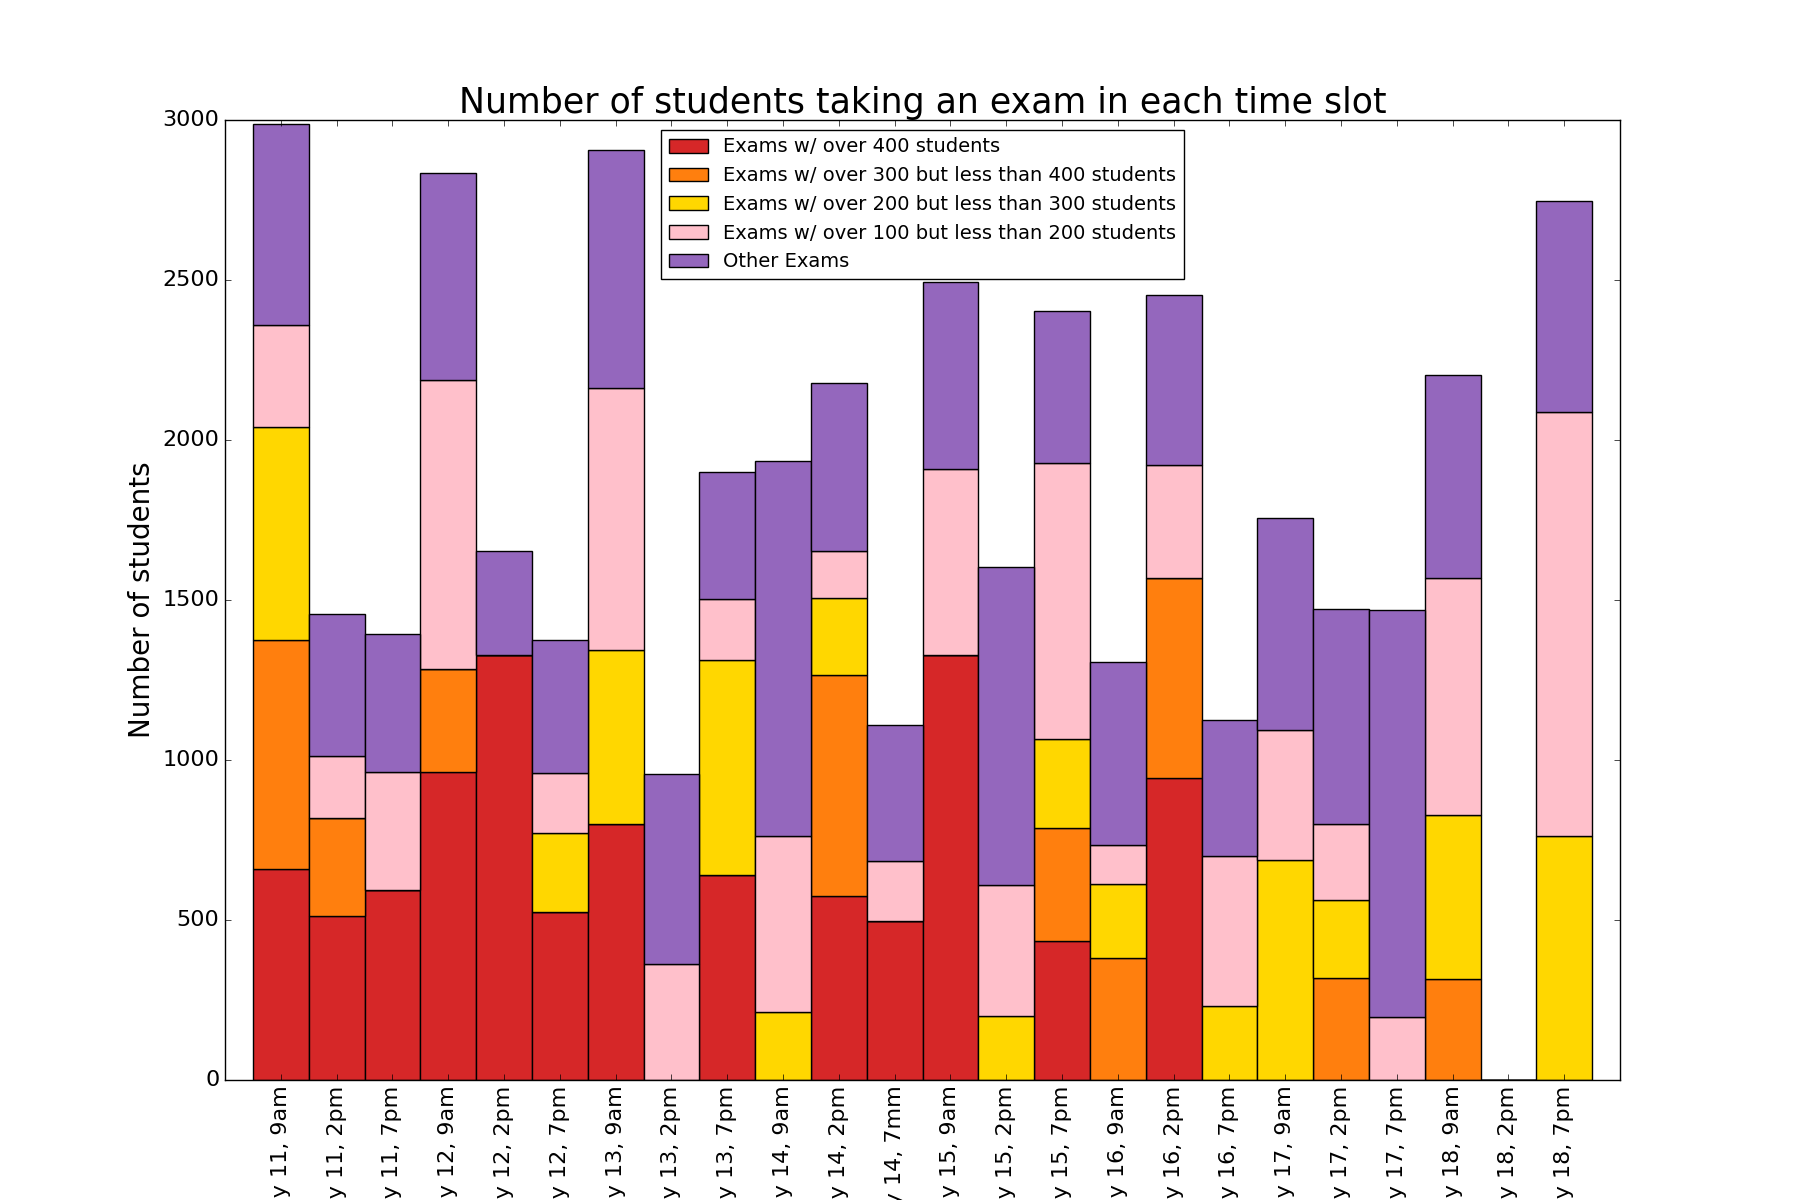 Number of students taking an exam in each time slot
Exams w/ over 400 students
Exams w/ over 300 but less than 400 students
Exams w/ over 200 but less than 300 students
Exams w/ over 100 but less than 200 students
Other Exams
Number of students
3000
2500
2000
1500
1000
500
0
y 11, 9am
y 11, 2pm
y 11, 7pm
y 12, 9am
y 12, 2pm
y 12, 7pm
y 13, 9am
y 13, 2pm
y 13, 7pm
y 14, 9am
y 14, 2pm
y 14, 7mm
y 15, 9am
y 15, 2pm
y 15, 7pm
y 16, 9am
y 16, 2pm
y 16, 7pm
y 17, 9am
y 17, 2pm
y 17, 7pm
y 18, 9am
y 18, 2pm
y 18, 7pm